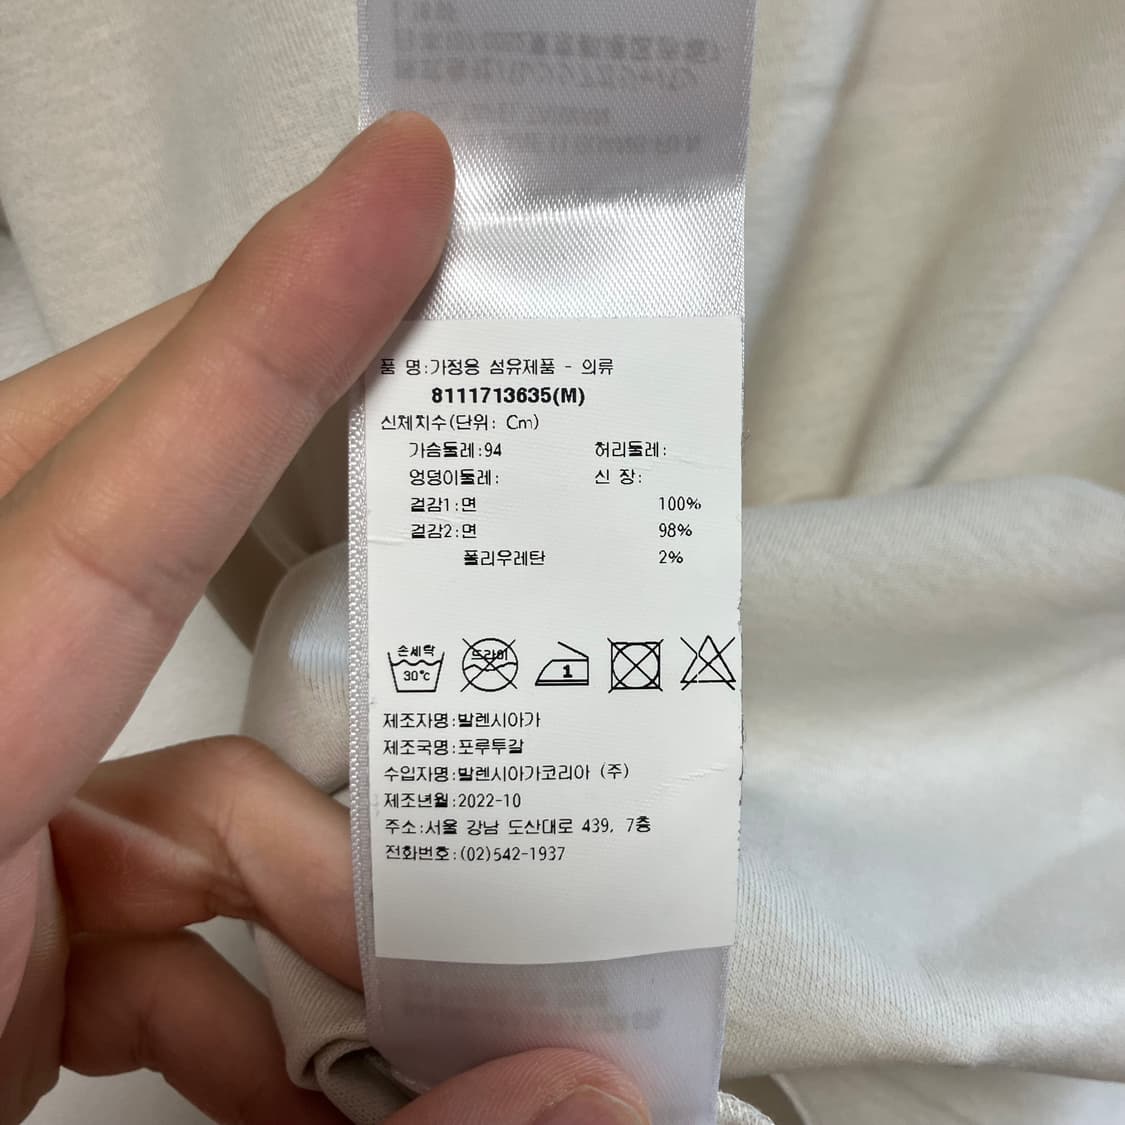 품 명:가정용 섬유제품 - 의류
8111713635(M)
신체치수(단위: Cm)
가슴둘레:94 허리둘레:
엉덩이둘레: 신 장:
겉감1:면 100%
겉감2:면 98%
폴리우레탄 2%
손세탁 드라이 1
30°c
제조자명:발렌시아가
제조국명:포루투갈
수입자명:발렌시아가코리아 (주)
제조년월:2022-10
주소:서울 강남 도산대로 439, 7층
전화번호:(02)542-1937